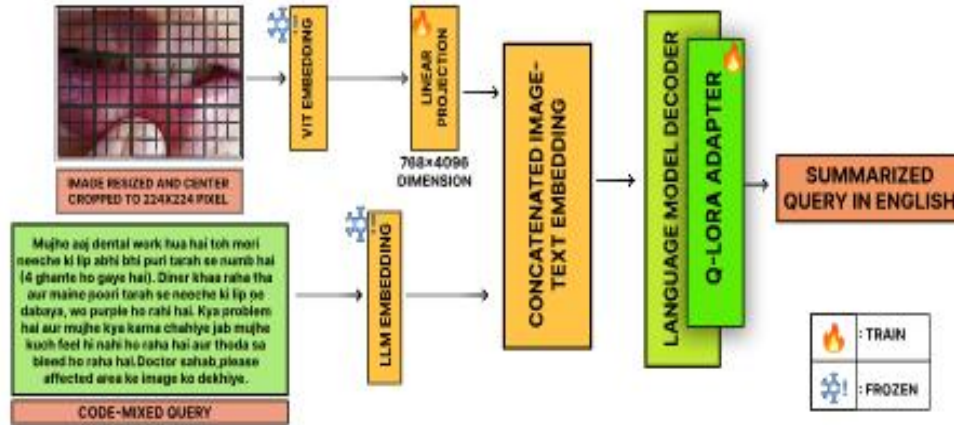 IMAGE RESIZED AND CENTER
CROPPED TO 224X224 PIXEL
VIT EMBEDDING
LINEAR
PROJECTION
768×4096
DIMENSION
Mujhe aaj dental work hua hai toh meri
neeche ki lip abhi bhi puri tarah se numb hai
(4 ghante ho gaye hai). Diner khaa raha tha
aur maine poori tarah se neeche ki lip pe
dabaya, wo purple ho rahi hai. Kya problem
hai aur mujhe kya karna chahiye jab mujhe
kuch feel hi nahi ho raha hai aur thoda sa
bleed ho raha hai.Doctor sahab,please
affected area ke image ko dekhiye.
CODE-MIXED QUERY
LLM EMBEDDING
CONCATENATED IMAGE-
TEXT EMBEDDING
LANGUAGE MODEL DECODER
Q-LORA ADAPTER
SUMMARIZED
QUERY IN ENGLISH
: TRAIN
: FROZEN